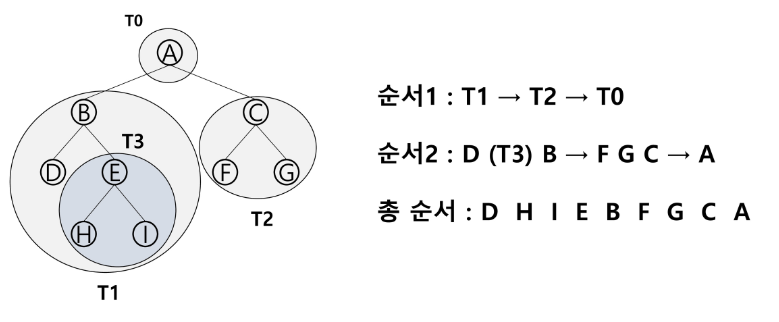 T0
A
B
C
T3
D
E
F
G
H
I
T2
T1
순서1 : T1 → T2 → T0
순서2 : D (T3) B → F G C → A
총 순서 : D H I E B F G C A